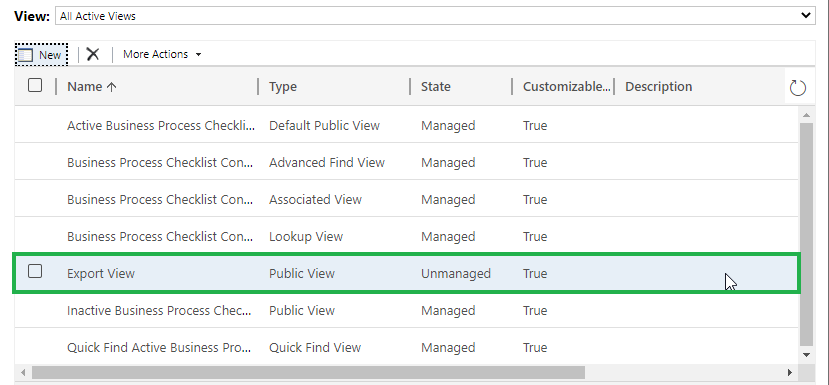 View: All Active Views
New More Actions
Name Type State Customizable... Description
Active Business Process Checkli... Default Public View Managed True
Business Process Checklist Con... Advanced Find View Managed True
Business Process Checklist Con... Associated View Managed True
Business Process Checklist Con... Lookup View Managed True
Export View Public View Unmanaged True
Inactive Business Process Chec... Public View Managed True
Quick Find Active Business Pro... Quick Find View Managed True